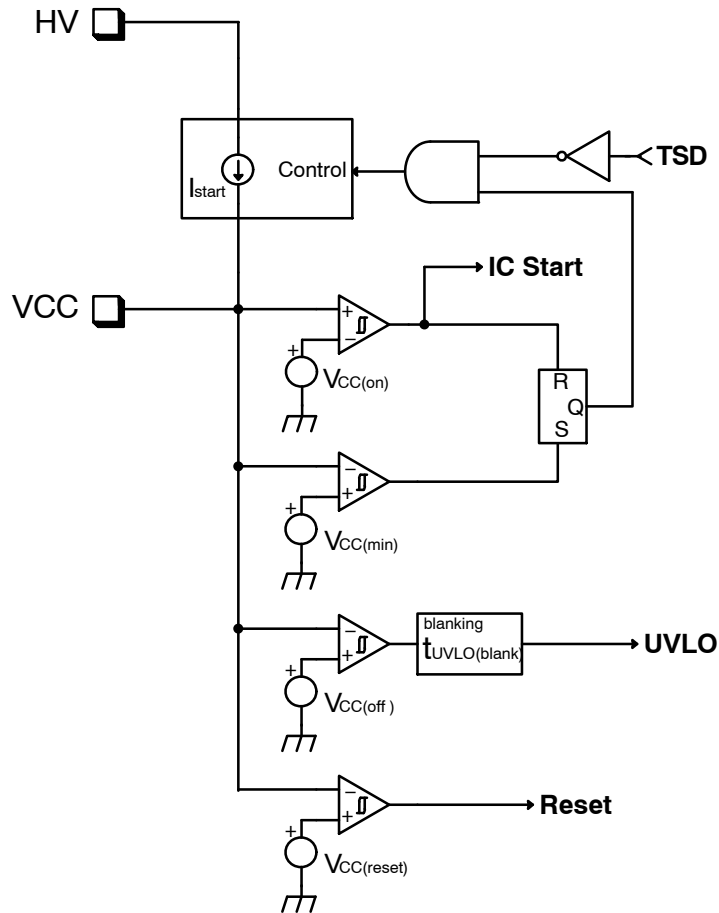 HV
TSD
Control
Istart
IC Start
VCC
+
−
+
VCC(on)
R
Q
S
−
+
+
VCC(min)
blanking
tUVLO(blank)
UVLO
−
+
+
VCC(off )
Reset
−
+
+
VCC(reset)